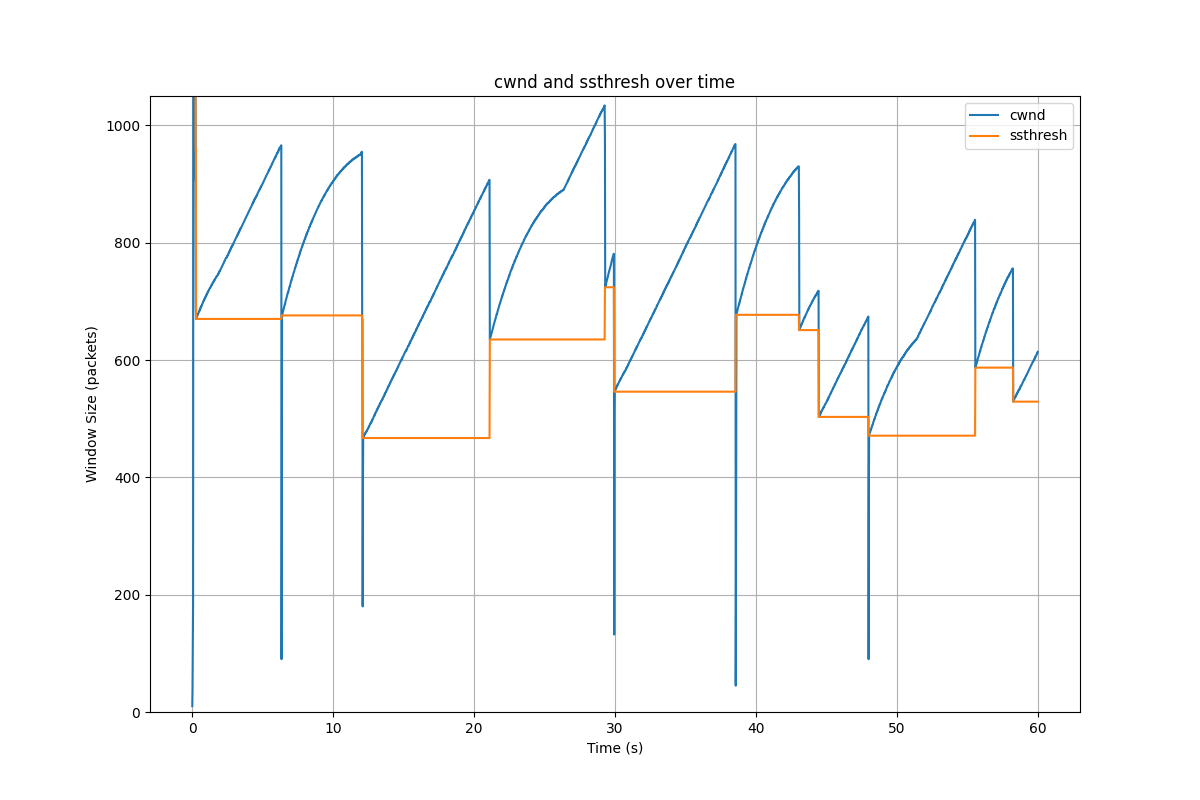 cwnd and ssthresh over time
cwnd
ssthresh
1000
800
600
400
200
0
Window Size (packets)
0 10 20 30 40 50 60
Time (s)